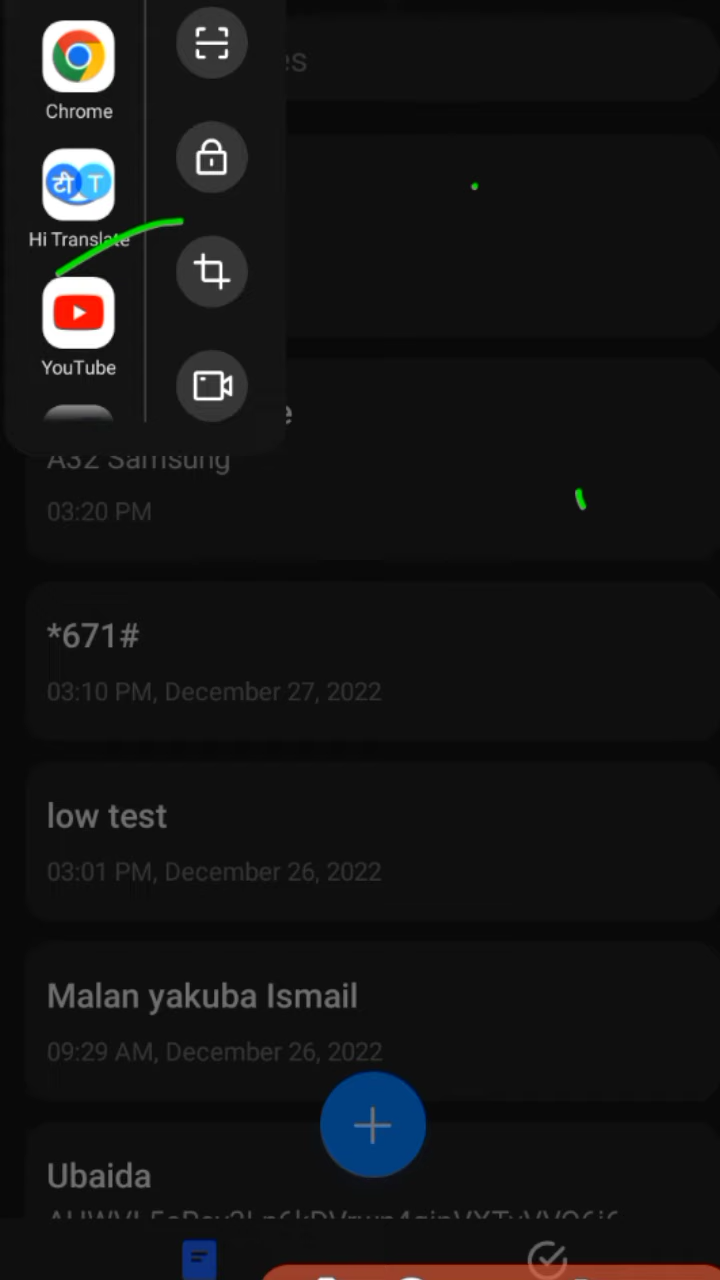 Chrome
Hi Translate
YouTube
A32 Samsung
03:20 PM
*671#
03:10 PM, December 27, 2022
low test
03:01 PM, December 26, 2022
Malan yakuba Ismail
09:29 AM, December 26, 2022
Ubaida